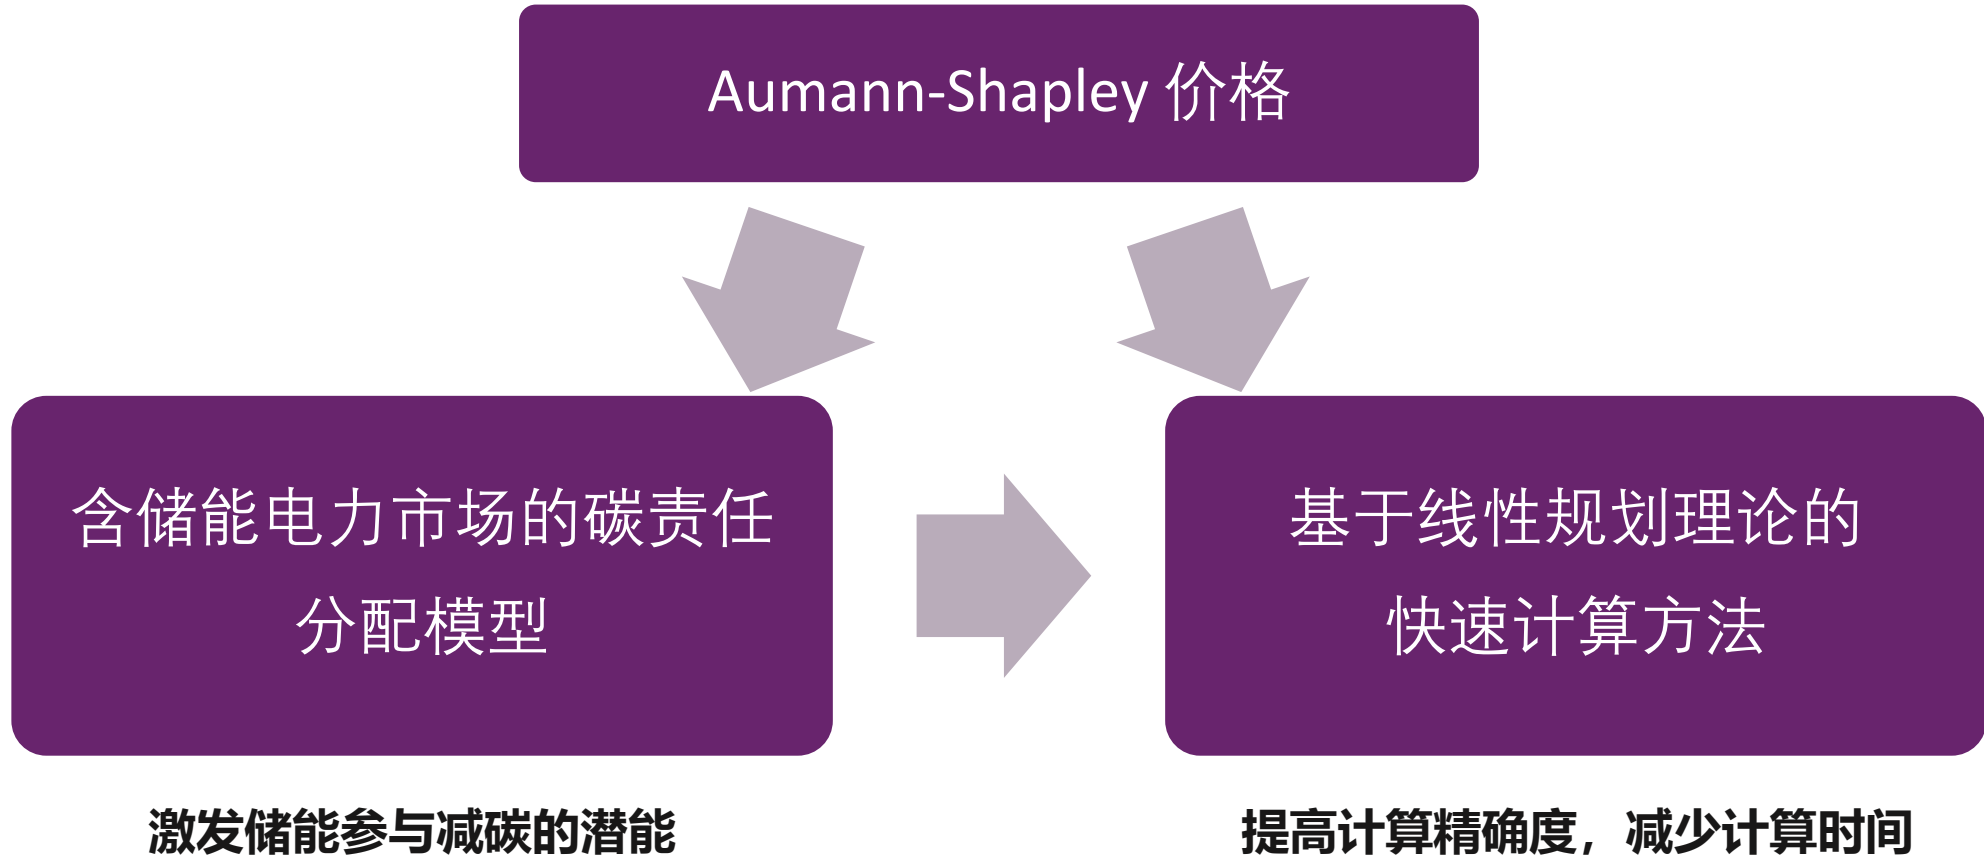 Aumann-Shapley 价格
含储能电力市场的碳责任
分配模型
基于线性规划理论的
快速计算方法
激发储能参与减碳的潜能
提高计算精确度，减少计算时间